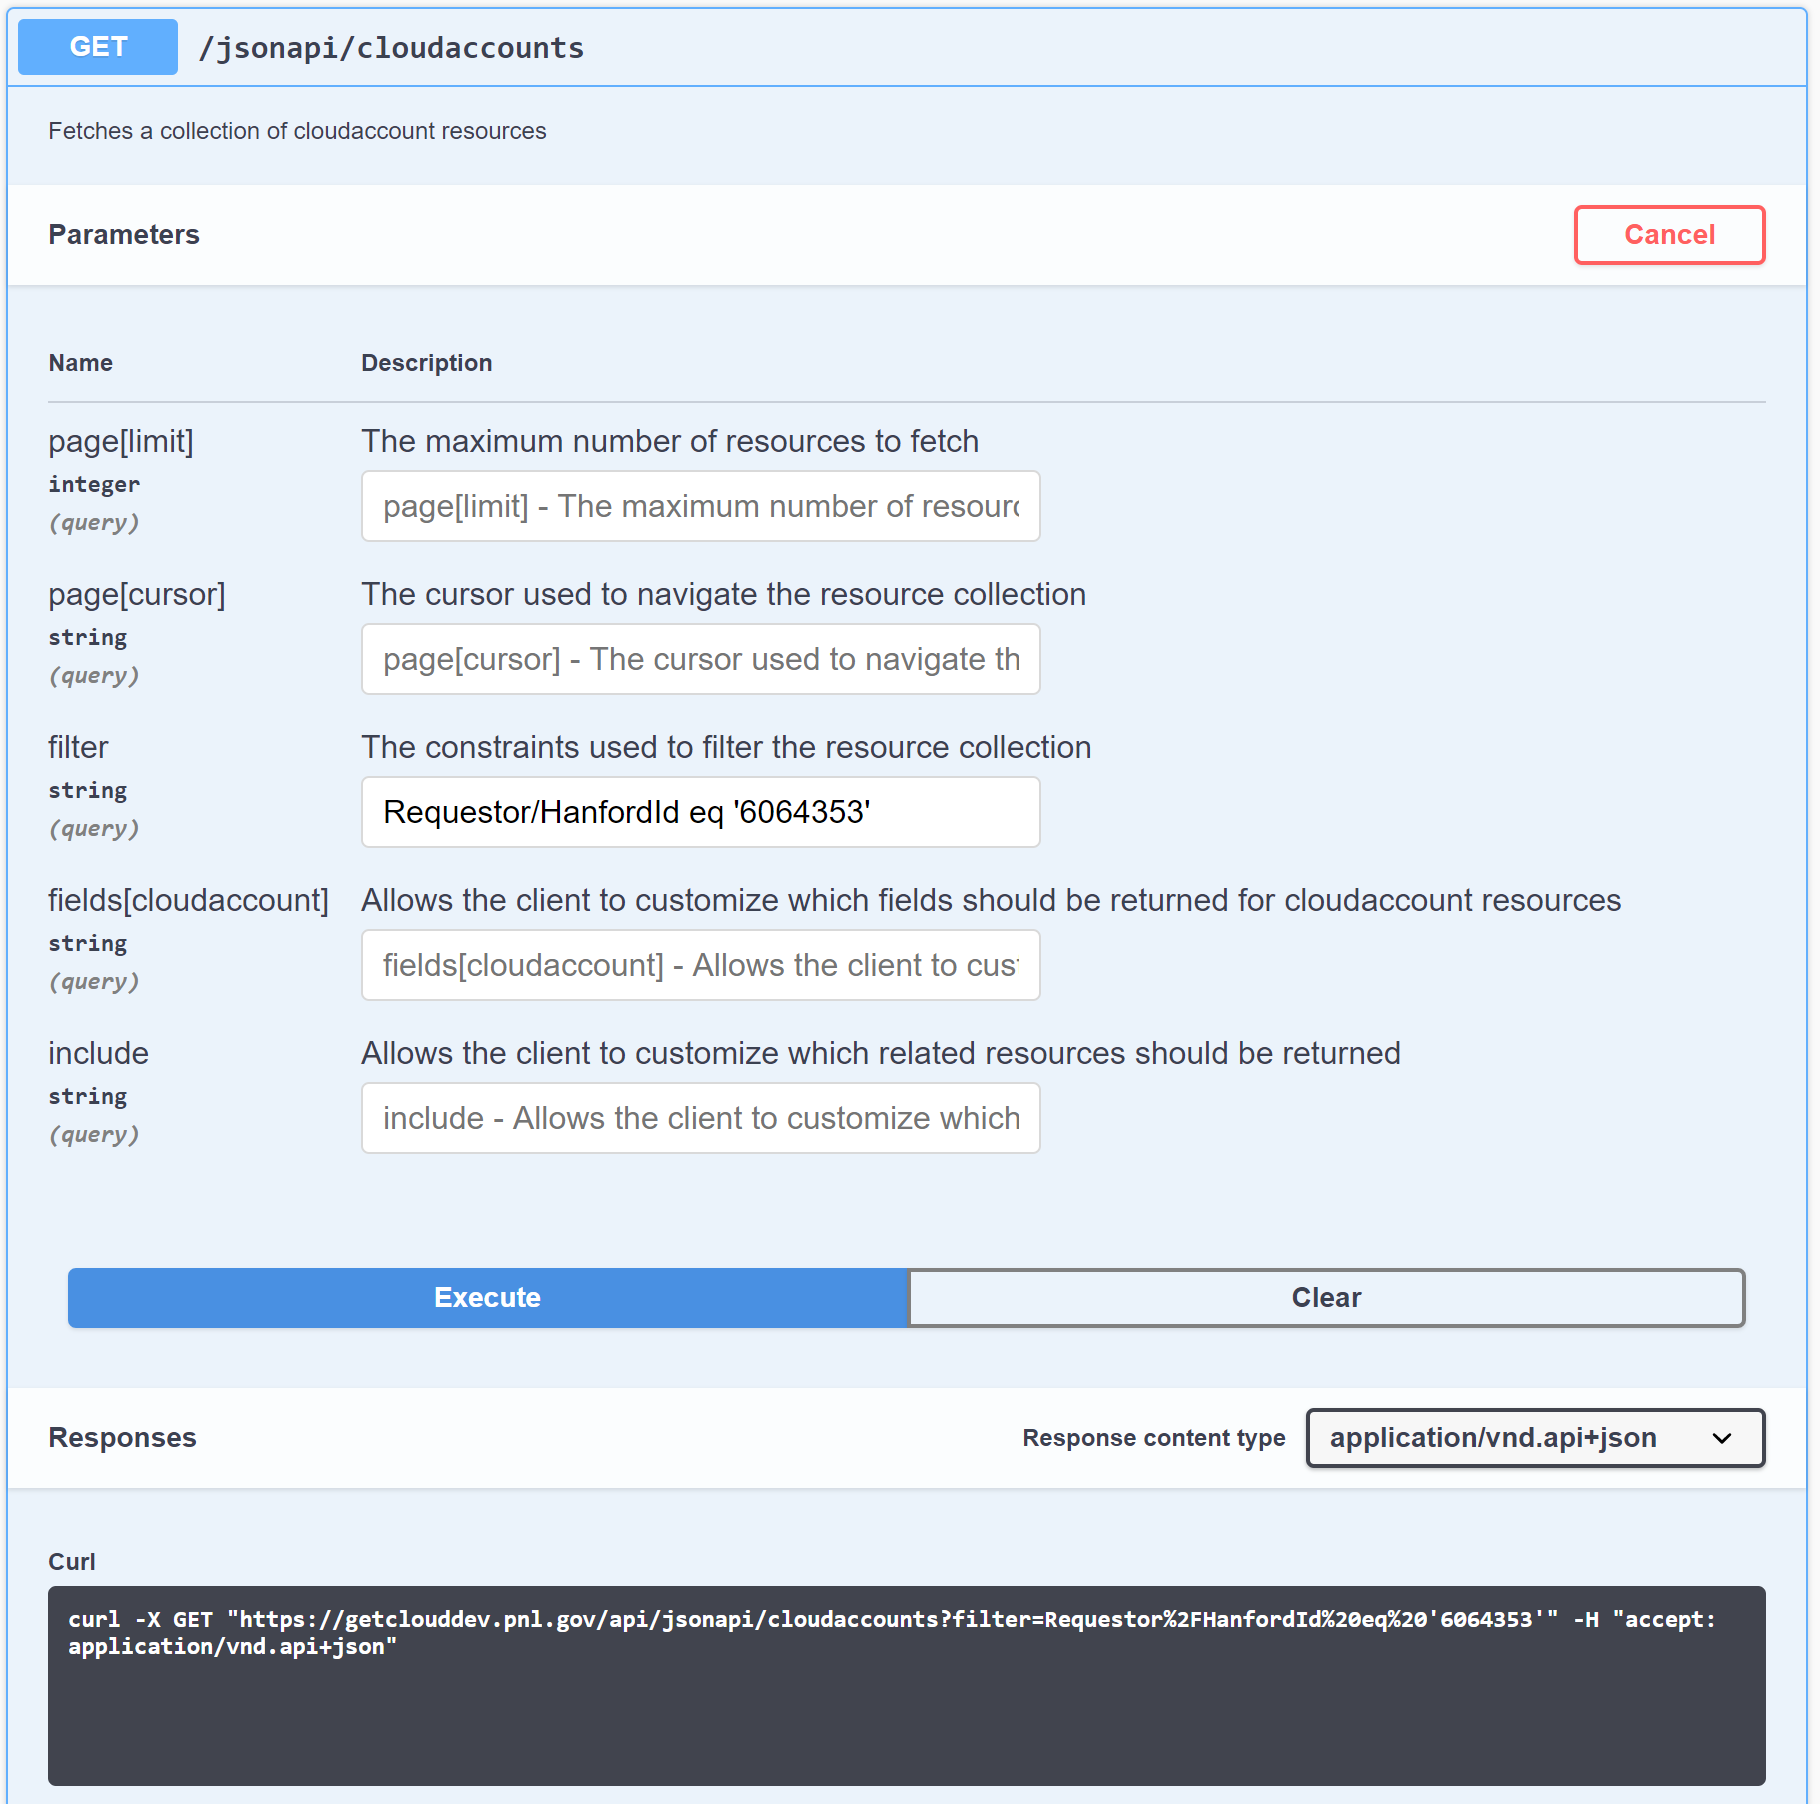 GET /jsonapi/cloudaccounts
Fetches a collection of cloudaccount resources
Parameters
Cancel
Name Description
page[limit] The maximum number of resources to fetch
integer
(query)
page[limit] - The maximum number of resourc
page[cursor] The cursor used to navigate the resource collection
string
(query)
page[cursor] - The cursor used to navigate th
filter The constraints used to filter the resource collection
string
(query)
Requestor/HanfordId eq '6064353'
fields[cloudaccount] Allows the client to customize which fields should be returned for cloudaccount resources
string
(query)
fields[cloudaccount] - Allows the client to cust
include Allows the client to customize which related resources should be returned
string
(query)
include - Allows the client to customize which
Execute Clear
Responses Response content type application/vnd.api+json
Curl
curl -X GET "https://getclouddev.pnl.gov/api/jsonapi/cloudaccounts?filter=Requestor%2FHanfordId%20eq%20'6064353'" -H "accept:
application/vnd.api+json"